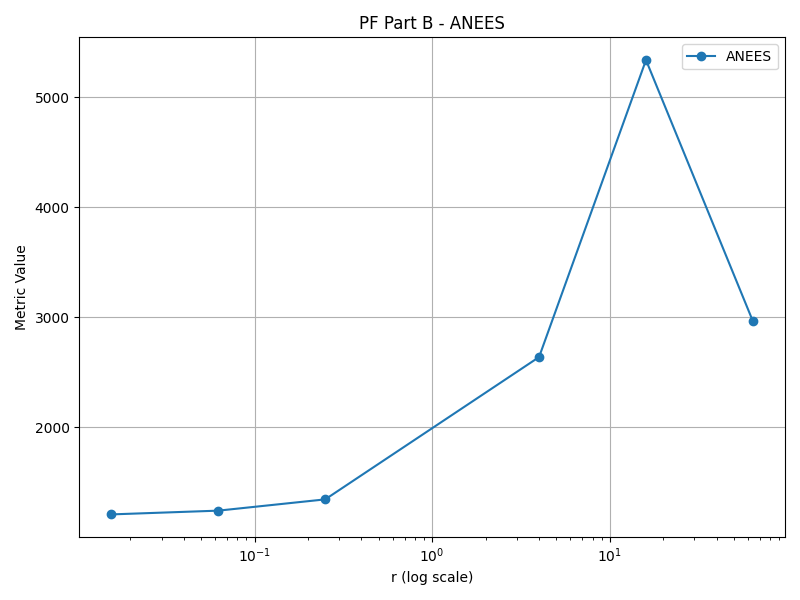 PF Part B - ANEES
ANEES
5000
4000
3000
2000
Metric Value
10⁻¹
10⁰
10¹
r (log scale)